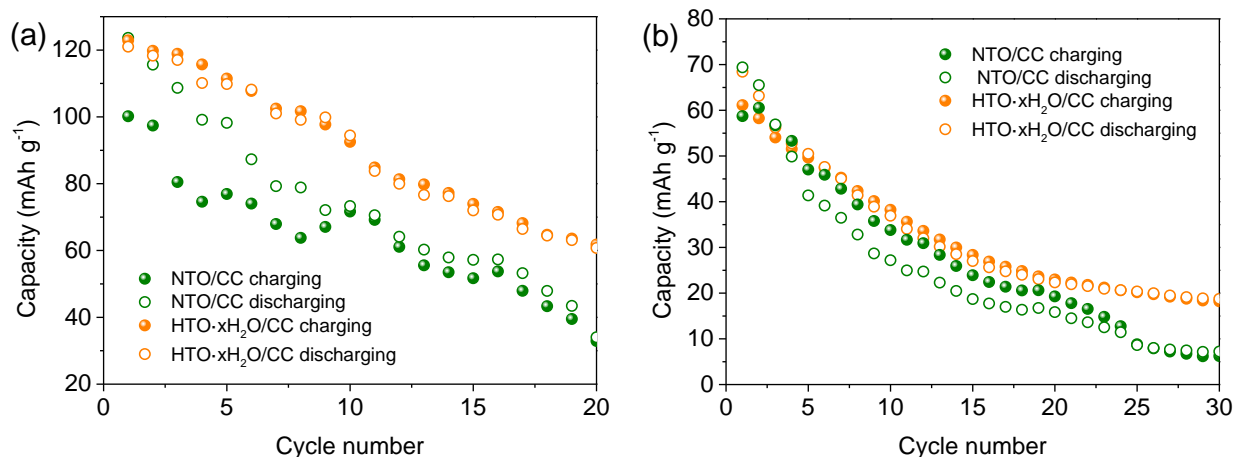 (a)
120
100
80
60
40
20
0
5
10
15
20
Capacity (mAh g⁻¹)
Cycle number
NTO/CC charging
NTO/CC discharging
HTO·xH₂O/CC charging
HTO·xH₂O/CC discharging
(b)
80
70
60
50
40
30
20
10
0
0
5
10
15
20
25
30
Capacity (mAh g⁻¹)
Cycle number
NTO/CC charging
NTO/CC discharging
HTO·xH₂O/CC charging
HTO·xH₂O/CC discharging